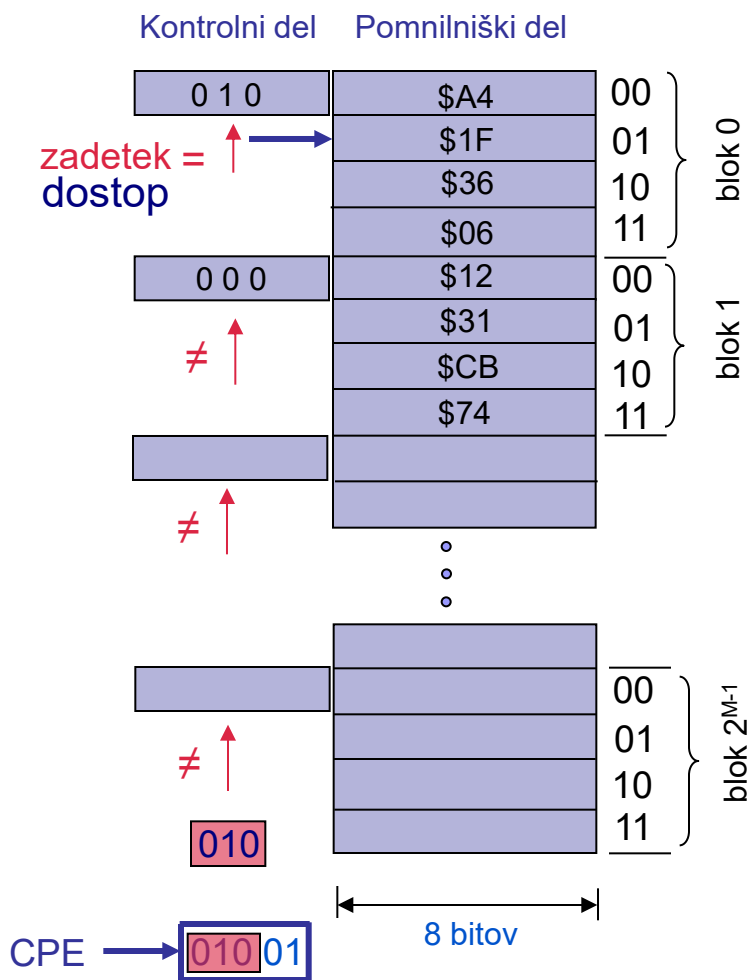 Kontrolni del Pomnilniški del
0 1 0 $A4 00
zadetek = $1F 01
dostop $36 10
$06 11
blok 0
0 0 0 $12 00
≠ $31 01
$CB 10
$74 11
blok 1
≠
00
≠ 01
10
11
blok 2M-1
010
8 bitov
CPE 010 01